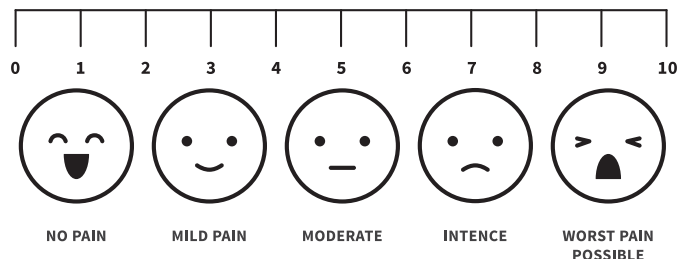 0 1 2 3 4 5 6 7 8 9 10
NO PAIN MILD PAIN MODERATE INTENCE WORST PAIN
POSSIBLE